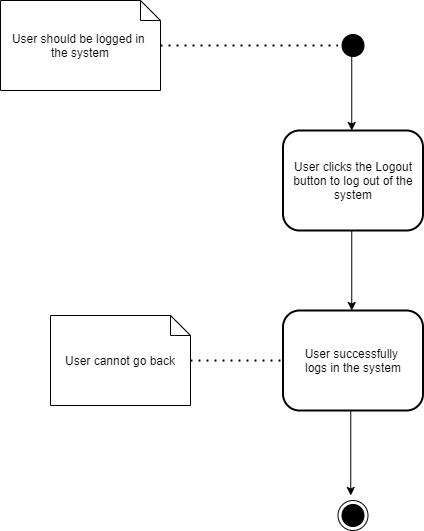 User should be logged in
the system
User clicks the Logout
button to log out of the
system
User cannot go back
User successfully
logs in the system